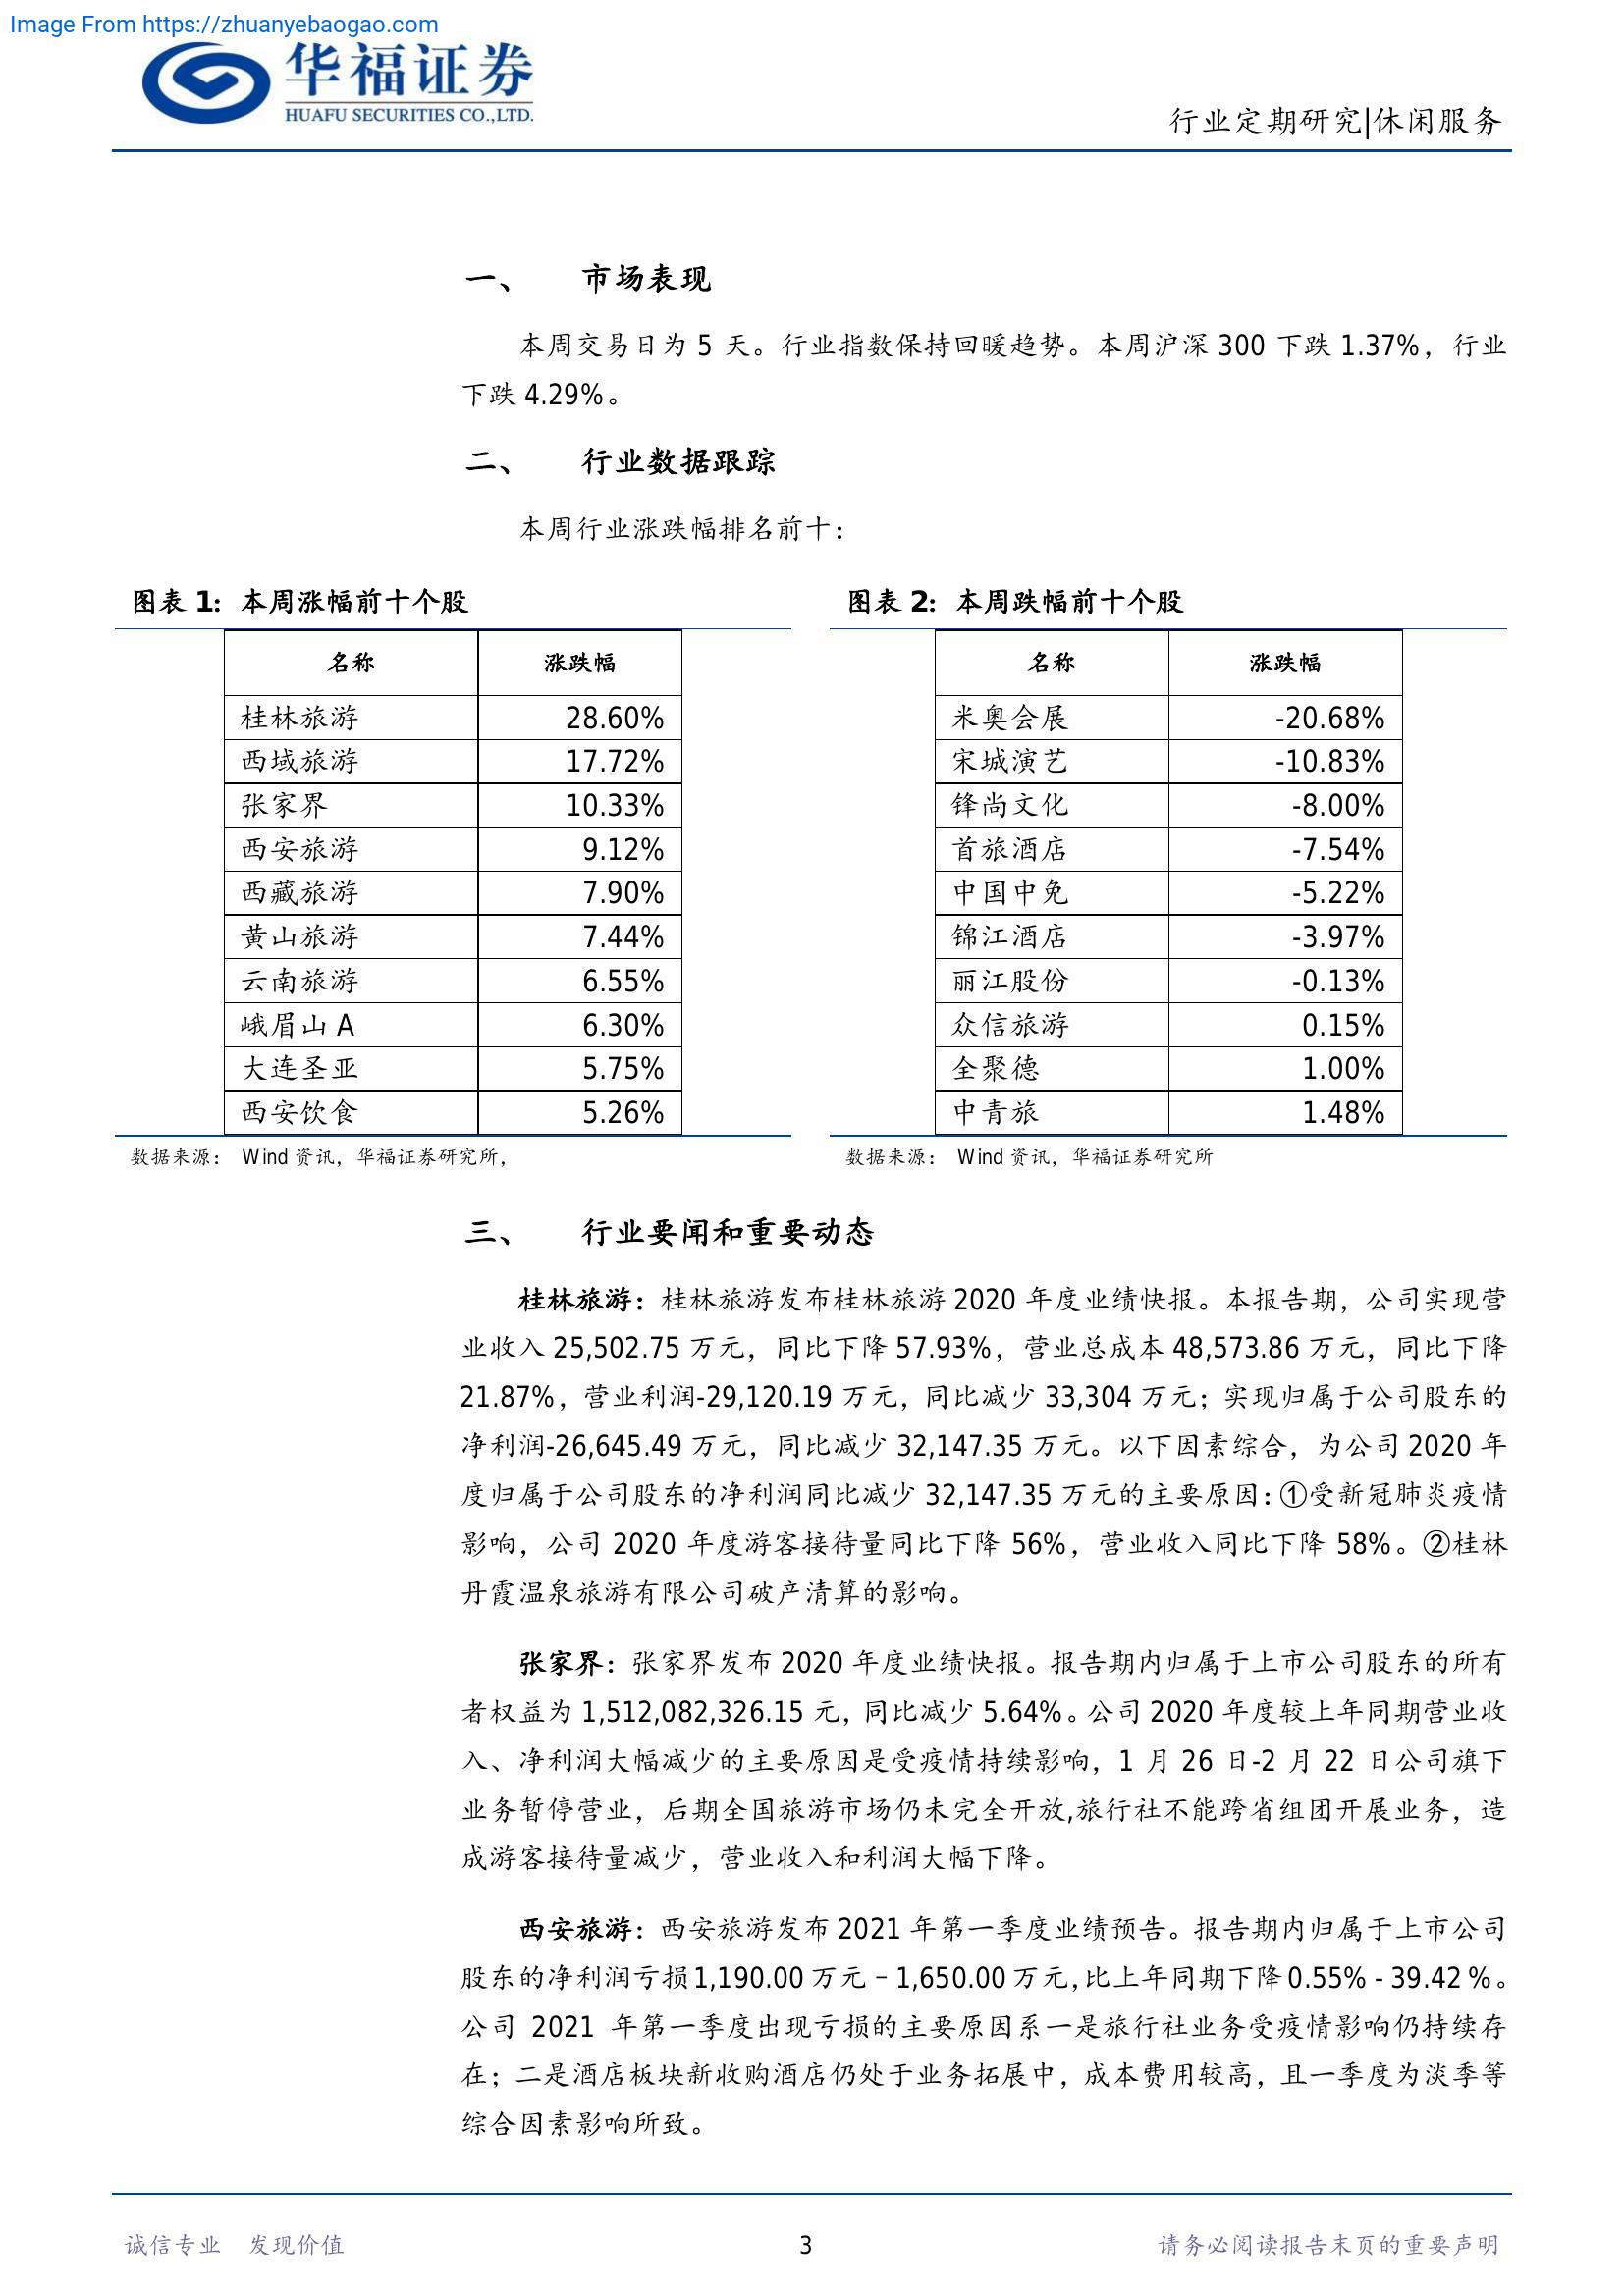 Image From https://zhuanyebaogao.com
华福证券
HUAFU SECURITIES CO.,LTD.
行业定期研究|休闲服务
一、 市场表现
本周交易日为 5 天。行业指数保持回暖趋势。本周沪深 300 下跌 1.37%，行业
下跌 4.29%。
二、 行业数据跟踪
本周行业涨跌幅排名前十：
图表 1: 本周涨幅前十个股
名称 涨跌幅
桂林旅游 28.60%
西域旅游 17.72%
张家界 10.33%
西安旅游 9.12%
西藏旅游 7.90%
黄山旅游 7.44%
云南旅游 6.55%
峨眉山 A 6.30%
大连圣亚 5.75%
西安饮食 5.26%
数据来源： Wind 资讯，华福证券研究所，
图表 2: 本周跌幅前十个股
名称 涨跌幅
米奥会展 -20.68%
宋城演艺 -10.83%
锋尚文化 -8.00%
首旅酒店 -7.54%
中国中免 -5.22%
锦江酒店 -3.97%
丽江股份 -0.13%
众信旅游 0.15%
全聚德 1.00%
中青旅 1.48%
数据来源： Wind 资讯，华福证券研究所
三、 行业要闻和重要动态
桂林旅游：桂林旅游发布桂林旅游 2020 年度业绩快报。本报告期，公司实现营
业收入 25,502.75 万元，同比下降 57.93%，营业总成本 48,573.86 万元，同比下降
21.87%，营业利润-29,120.19 万元，同比减少 33,304 万元；实现归属于公司股东的
净利润-26,645.49 万元，同比减少 32,147.35 万元。以下因素综合，为公司 2020 年
度归属于公司股东的净利润同比减少 32,147.35 万元的主要原因：①受新冠肺炎疫情
影响，公司 2020 年度游客接待量同比下降 56%，营业收入同比下降 58%。②桂林
丹霞温泉旅游有限公司破产清算的影响。
张家界：张家界发布 2020 年度业绩快报。报告期内归属于上市公司股东的所有
者权益为 1,512,082,326.15 元，同比减少 5.64%。公司 2020 年度较上年同期营业收
入、净利润大幅减少的主要原因是受疫情持续影响，1 月 26 日-2 月 22 日公司旗下
业务暂停营业，后期全国旅游市场仍未完全开放,旅行社不能跨省组团开展业务，造
成游客接待量减少，营业收入和利润大幅下降。
西安旅游：西安旅游发布 2021 年第一季度业绩预告。报告期内归属于上市公司
股东的净利润亏损 1,190.00 万元 – 1,650.00 万元，比上年同期下降 0.55% - 39.42 %。
公司 2021 年第一季度出现亏损的主要原因系一是旅行社业务受疫情影响仍持续存
在；二是酒店板块新收购酒店仍处于业务拓展中，成本费用较高，且一季度为淡季等
综合因素影响所致。
诚信专业 发现价值 3 请务必阅读报告末页的重要声明